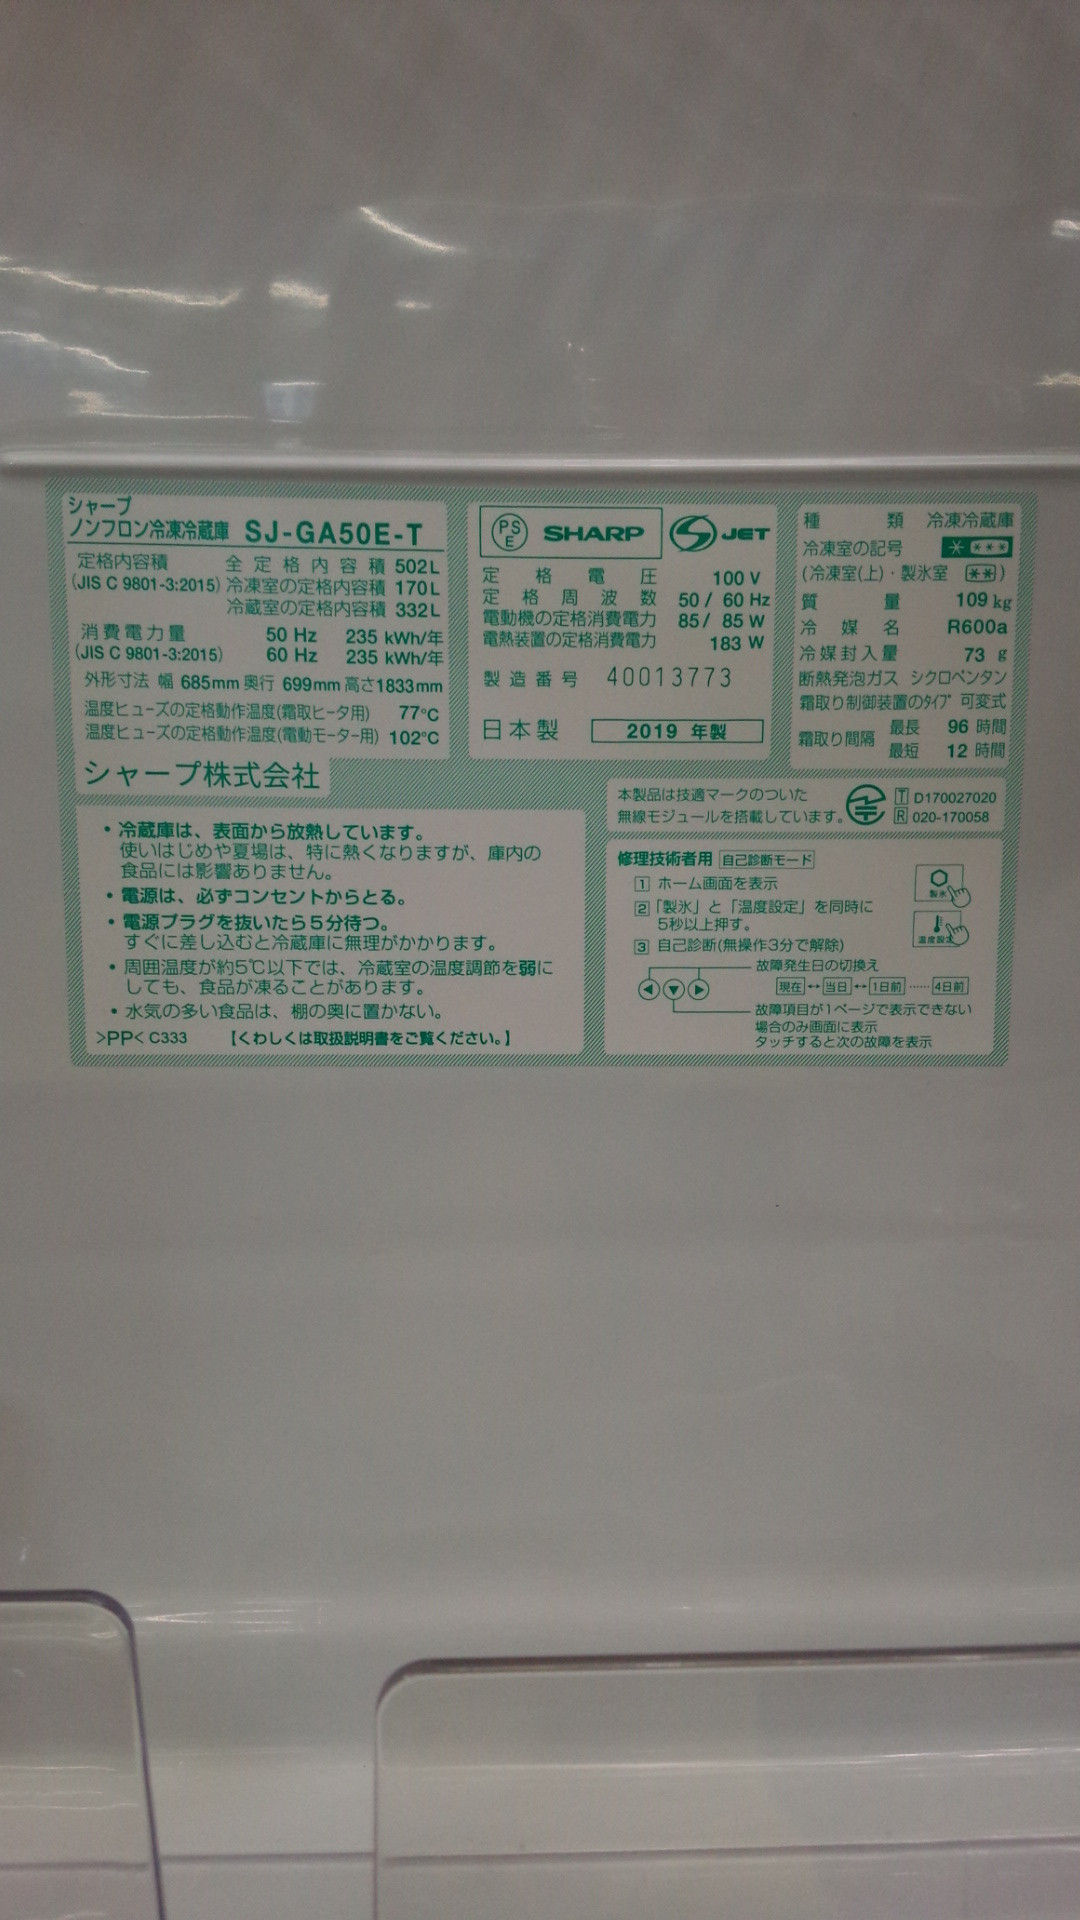 シャープ
ノンフロン冷凍冷蔵庫 SJ-GA50E-T
定格内容積 全定格内容積 502L
(JIS C 9801-3:2015) 冷凍室の定格内容積 170L
冷蔵室の定格内容積 332L
消費電力量 50 Hz 235 kWh/年
(JIS C 9801-3:2015) 60 Hz 235 kWh/年
外形寸法 幅 685mm 奥行 699mm 高さ1833mm
温度ヒューズの定格動作温度(霜取ヒータ用) 77℃
温度ヒューズの定格動作温度(電動モーター用) 102℃
シャープ株式会社
PS E SHARP S JET
定格電圧 100 V
定格周波数 50 / 60 Hz
電動機の定格消費電力 85 / 85 W
電熱装置の定格消費電力 183 W
製造番号 40013773
日本製 2019 年製
種類 冷凍冷蔵庫
冷凍室の記号 * ***
(冷凍室(上)・製氷室 **)
質量 109 kg
冷媒名 R600a
冷媒封入量 73 g
断熱発泡ガス シクロペンタン
霜取り制御装置のタイプ 可変式
霜取り間隔 最長 96 時間
最短 12 時間
本製品は技適マークのついた
無線モジュールを搭載しています。
T D170027020
R 020-170058
・冷蔵庫は、表面から放熱しています。
使いはじめや夏場は、特に熱くなりますが、庫内の
食品には影響ありません。
・電源は、必ずコンセントからとる。
・電源プラグを抜いたら5分待つ。
すぐに差し込むと冷蔵庫に無理がかかります。
・周囲温度が約5℃以下では、冷蔵室の温度調節を弱に
しても、食品が凍ることがあります。
・水気の多い食品は、棚の奥に置かない。
>PP< C333 【くわしくは取扱説明書をご覧ください。】
修理技術者用 自己診断モード
1 ホーム画面を表示
2 「製氷」と「温度設定」を同時に
5秒以上押す。
3 自己診断(無操作3分で解除)
製氷
温度設定
故障発生日の切換え
◀ ▼ ▶ 現在↔当日↔1日前……4日前
故障項目が1ページで表示できない
場合のみ画面に表示
タッチすると次の故障を表示